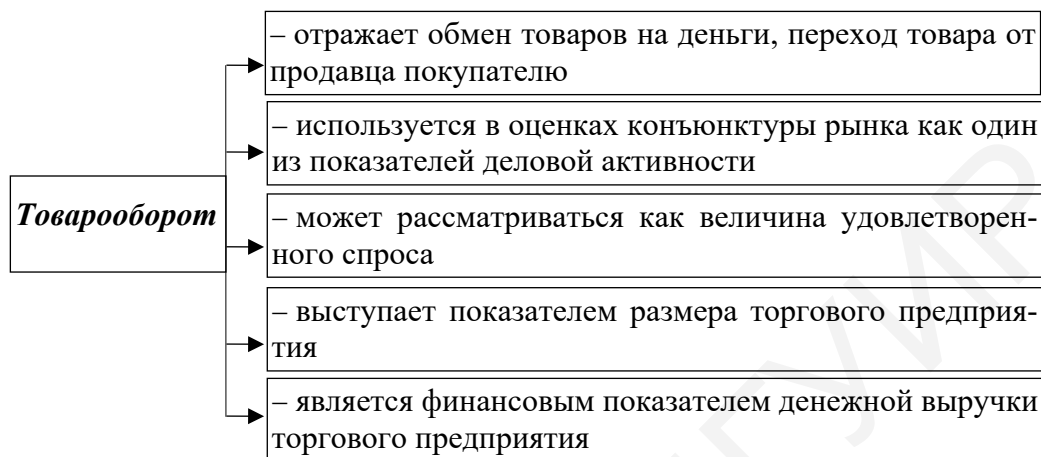 – отражает обмен товаров на деньги, переход товара от
продавца покупателю
– используется в оценках конъюнктуры рынка как один
из показателей деловой активности
Товарооборот
– может рассматриваться как величина удовлетворен-
ного спроса
– выступает показателем размера торгового предприя-
тия
– является финансовым показателем денежной выручки
торгового предприятия
ГУИР